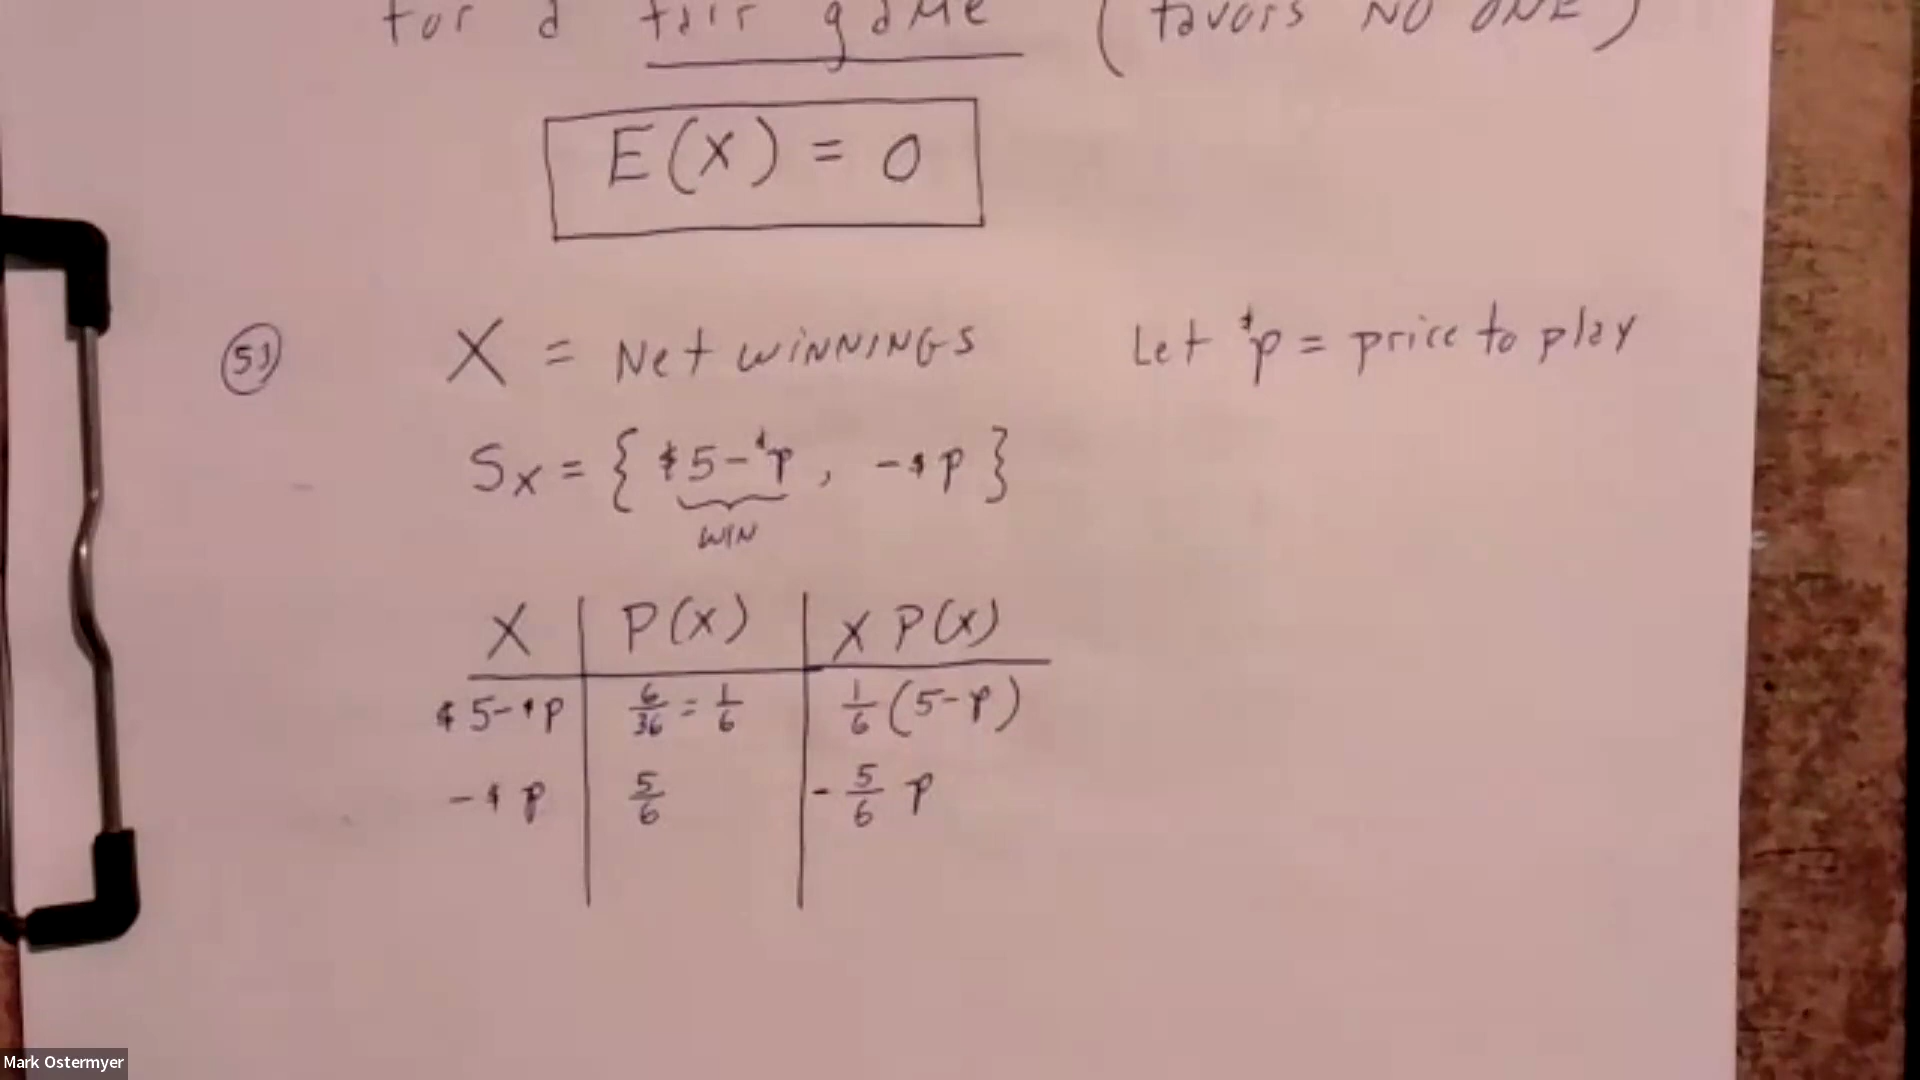 for a fair game (favors NO ONE)
E(X) = 0
51 X = Net WINNINGS Let $p = price to play
Sx = { $5-$p , -$p }
WIN
X P(X) X P(X)
$5-$p 6/36 = 1/6 1/6 (5-p)
-$p 5/6 -5/6 p
Mark Ostermyer